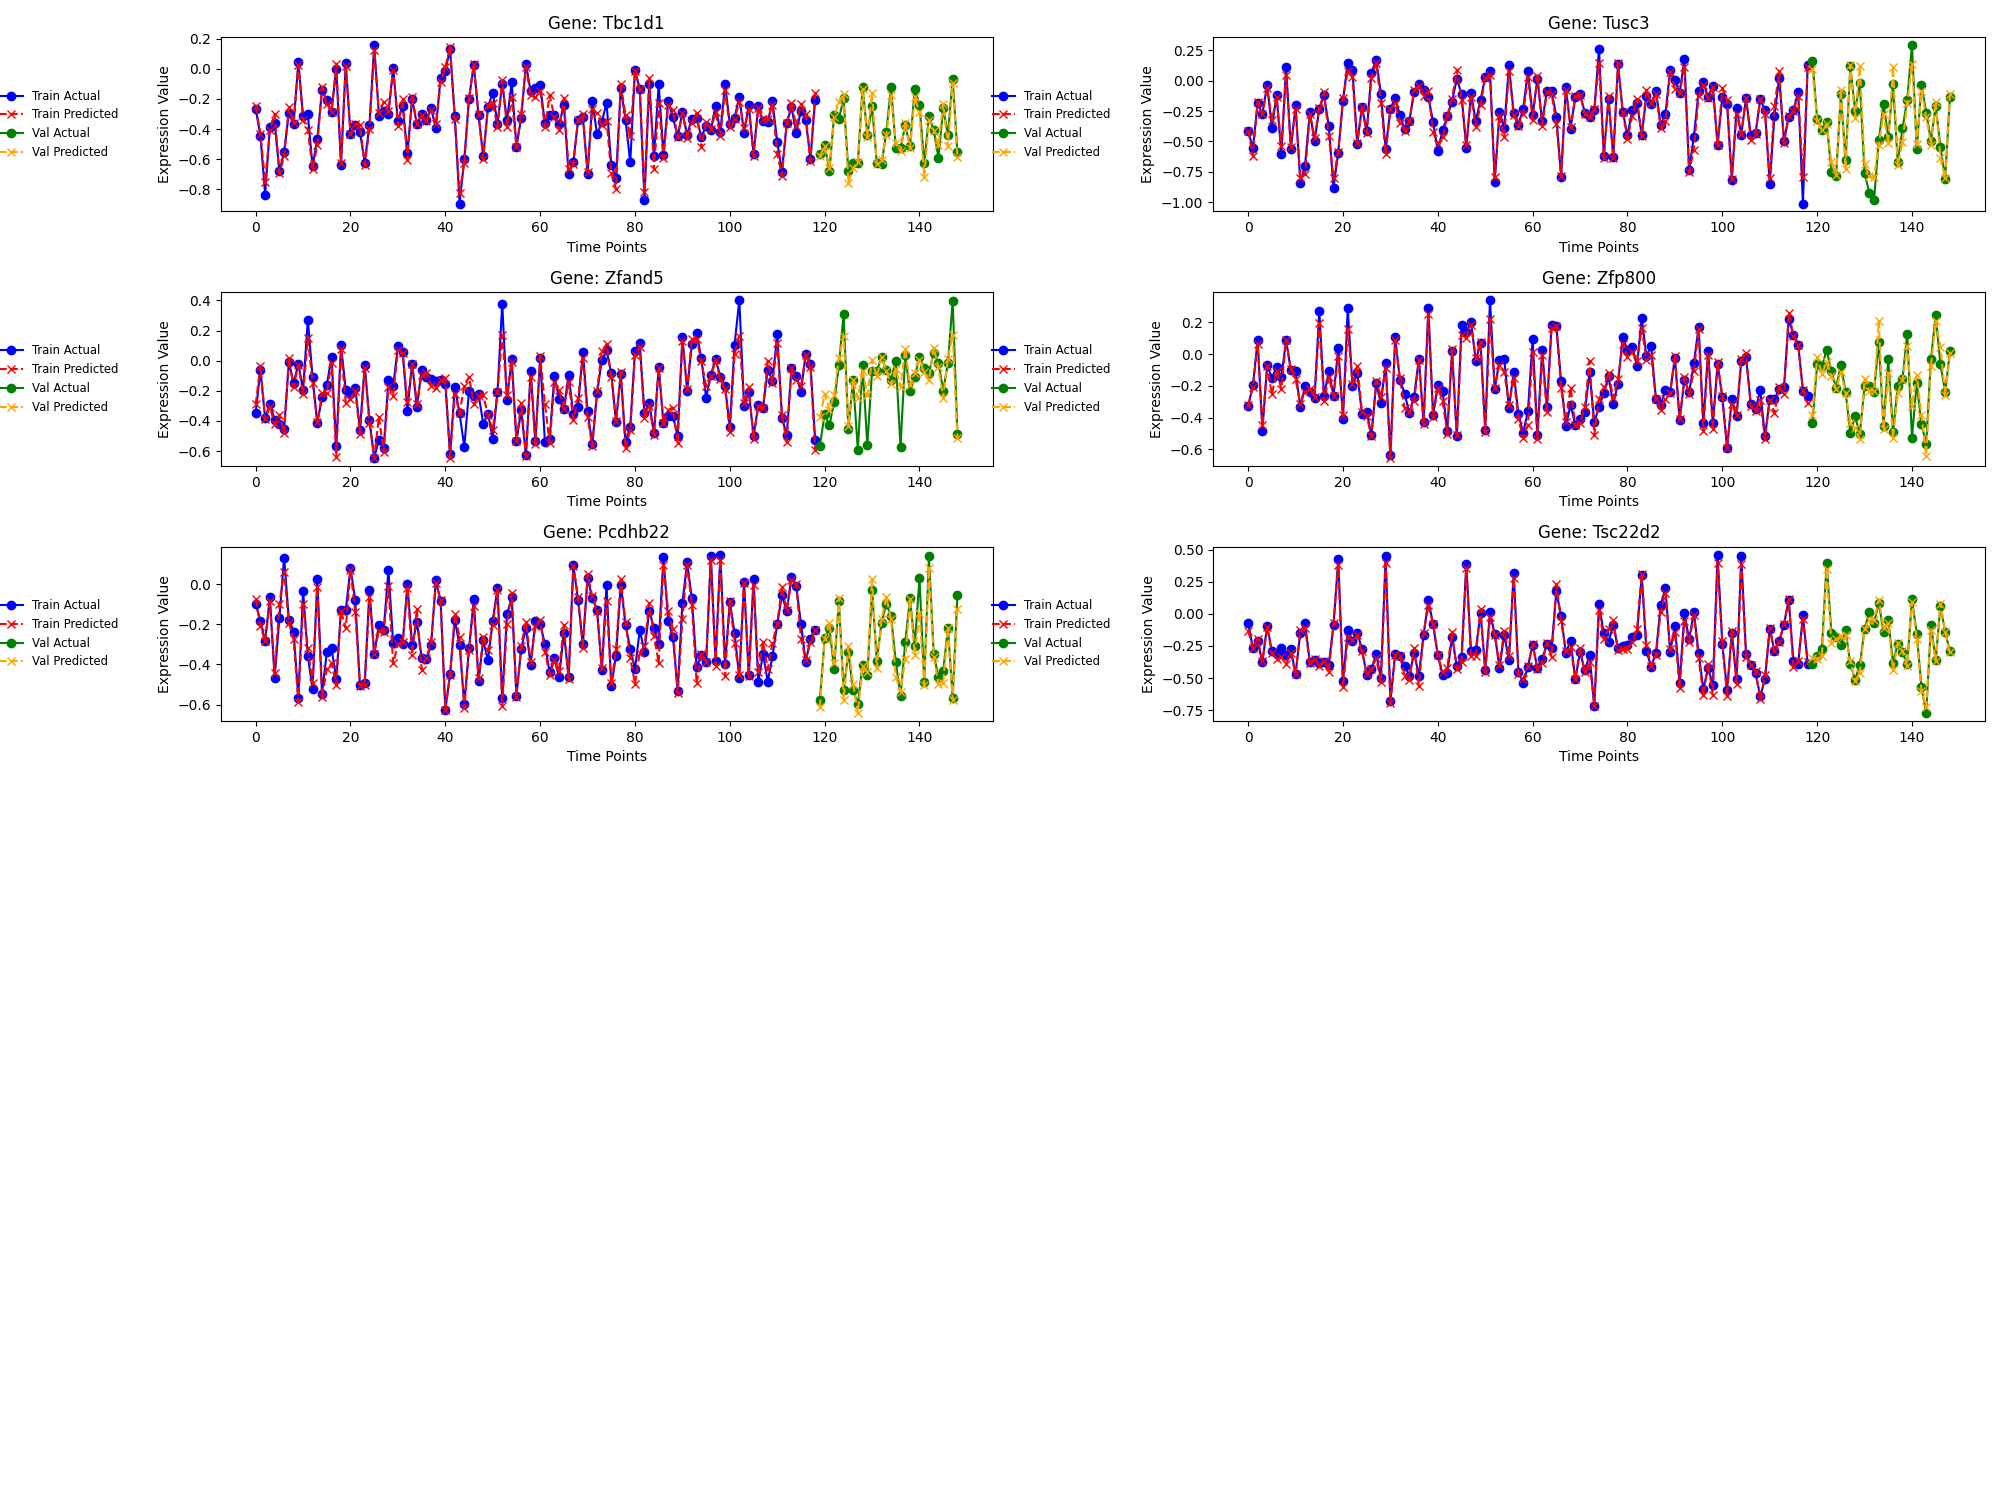 Gene: Tbc1d1
Train Actual
Train Predicted
Val Actual
Val Predicted
Expression Value
0.2
0.0
−0.2
−0.4
−0.6
−0.8
0 20 40 60 80 100 120 140
Time Points
Gene: Tusc3
Train Actual
Train Predicted
Val Actual
Val Predicted
Expression Value
0.25
0.00
−0.25
−0.50
−0.75
−1.00
0 20 40 60 80 100 120 140
Time Points
Gene: Zfand5
Train Actual
Train Predicted
Val Actual
Val Predicted
Expression Value
0.4
0.2
0.0
−0.2
−0.4
−0.6
0 20 40 60 80 100 120 140
Time Points
Gene: Zfp800
Train Actual
Train Predicted
Val Actual
Val Predicted
Expression Value
0.2
0.0
−0.2
−0.4
−0.6
0 20 40 60 80 100 120 140
Time Points
Gene: Pcdhb22
Train Actual
Train Predicted
Val Actual
Val Predicted
Expression Value
0.0
−0.2
−0.4
−0.6
0 20 40 60 80 100 120 140
Time Points
Gene: Tsc22d2
Train Actual
Train Predicted
Val Actual
Val Predicted
Expression Value
0.50
0.25
0.00
−0.25
−0.50
−0.75
0 20 40 60 80 100 120 140
Time Points